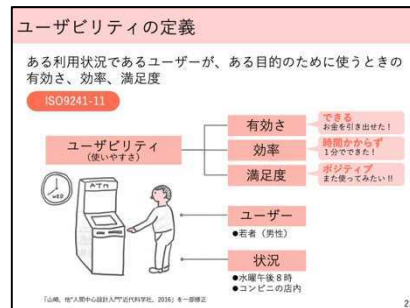 ユーザビリティの定義
ある利用状況であるユーザーが、ある目的のために使うときの
有効さ、効率、満足度
ISO9241-11
ユーザビリティ
(使いやすさ)
有効さ
できる
お金を引き出せた！
効率
時間かからず
1分でできた！
満足度
ポジティブ
また使ってみたい!!
ATM
WED
ユーザー
●若者（男性）
状況
●水曜午後8時
●コンビニの店内
「山崎、他"人間中心設計入門"近代科学社、2016」を一部修正